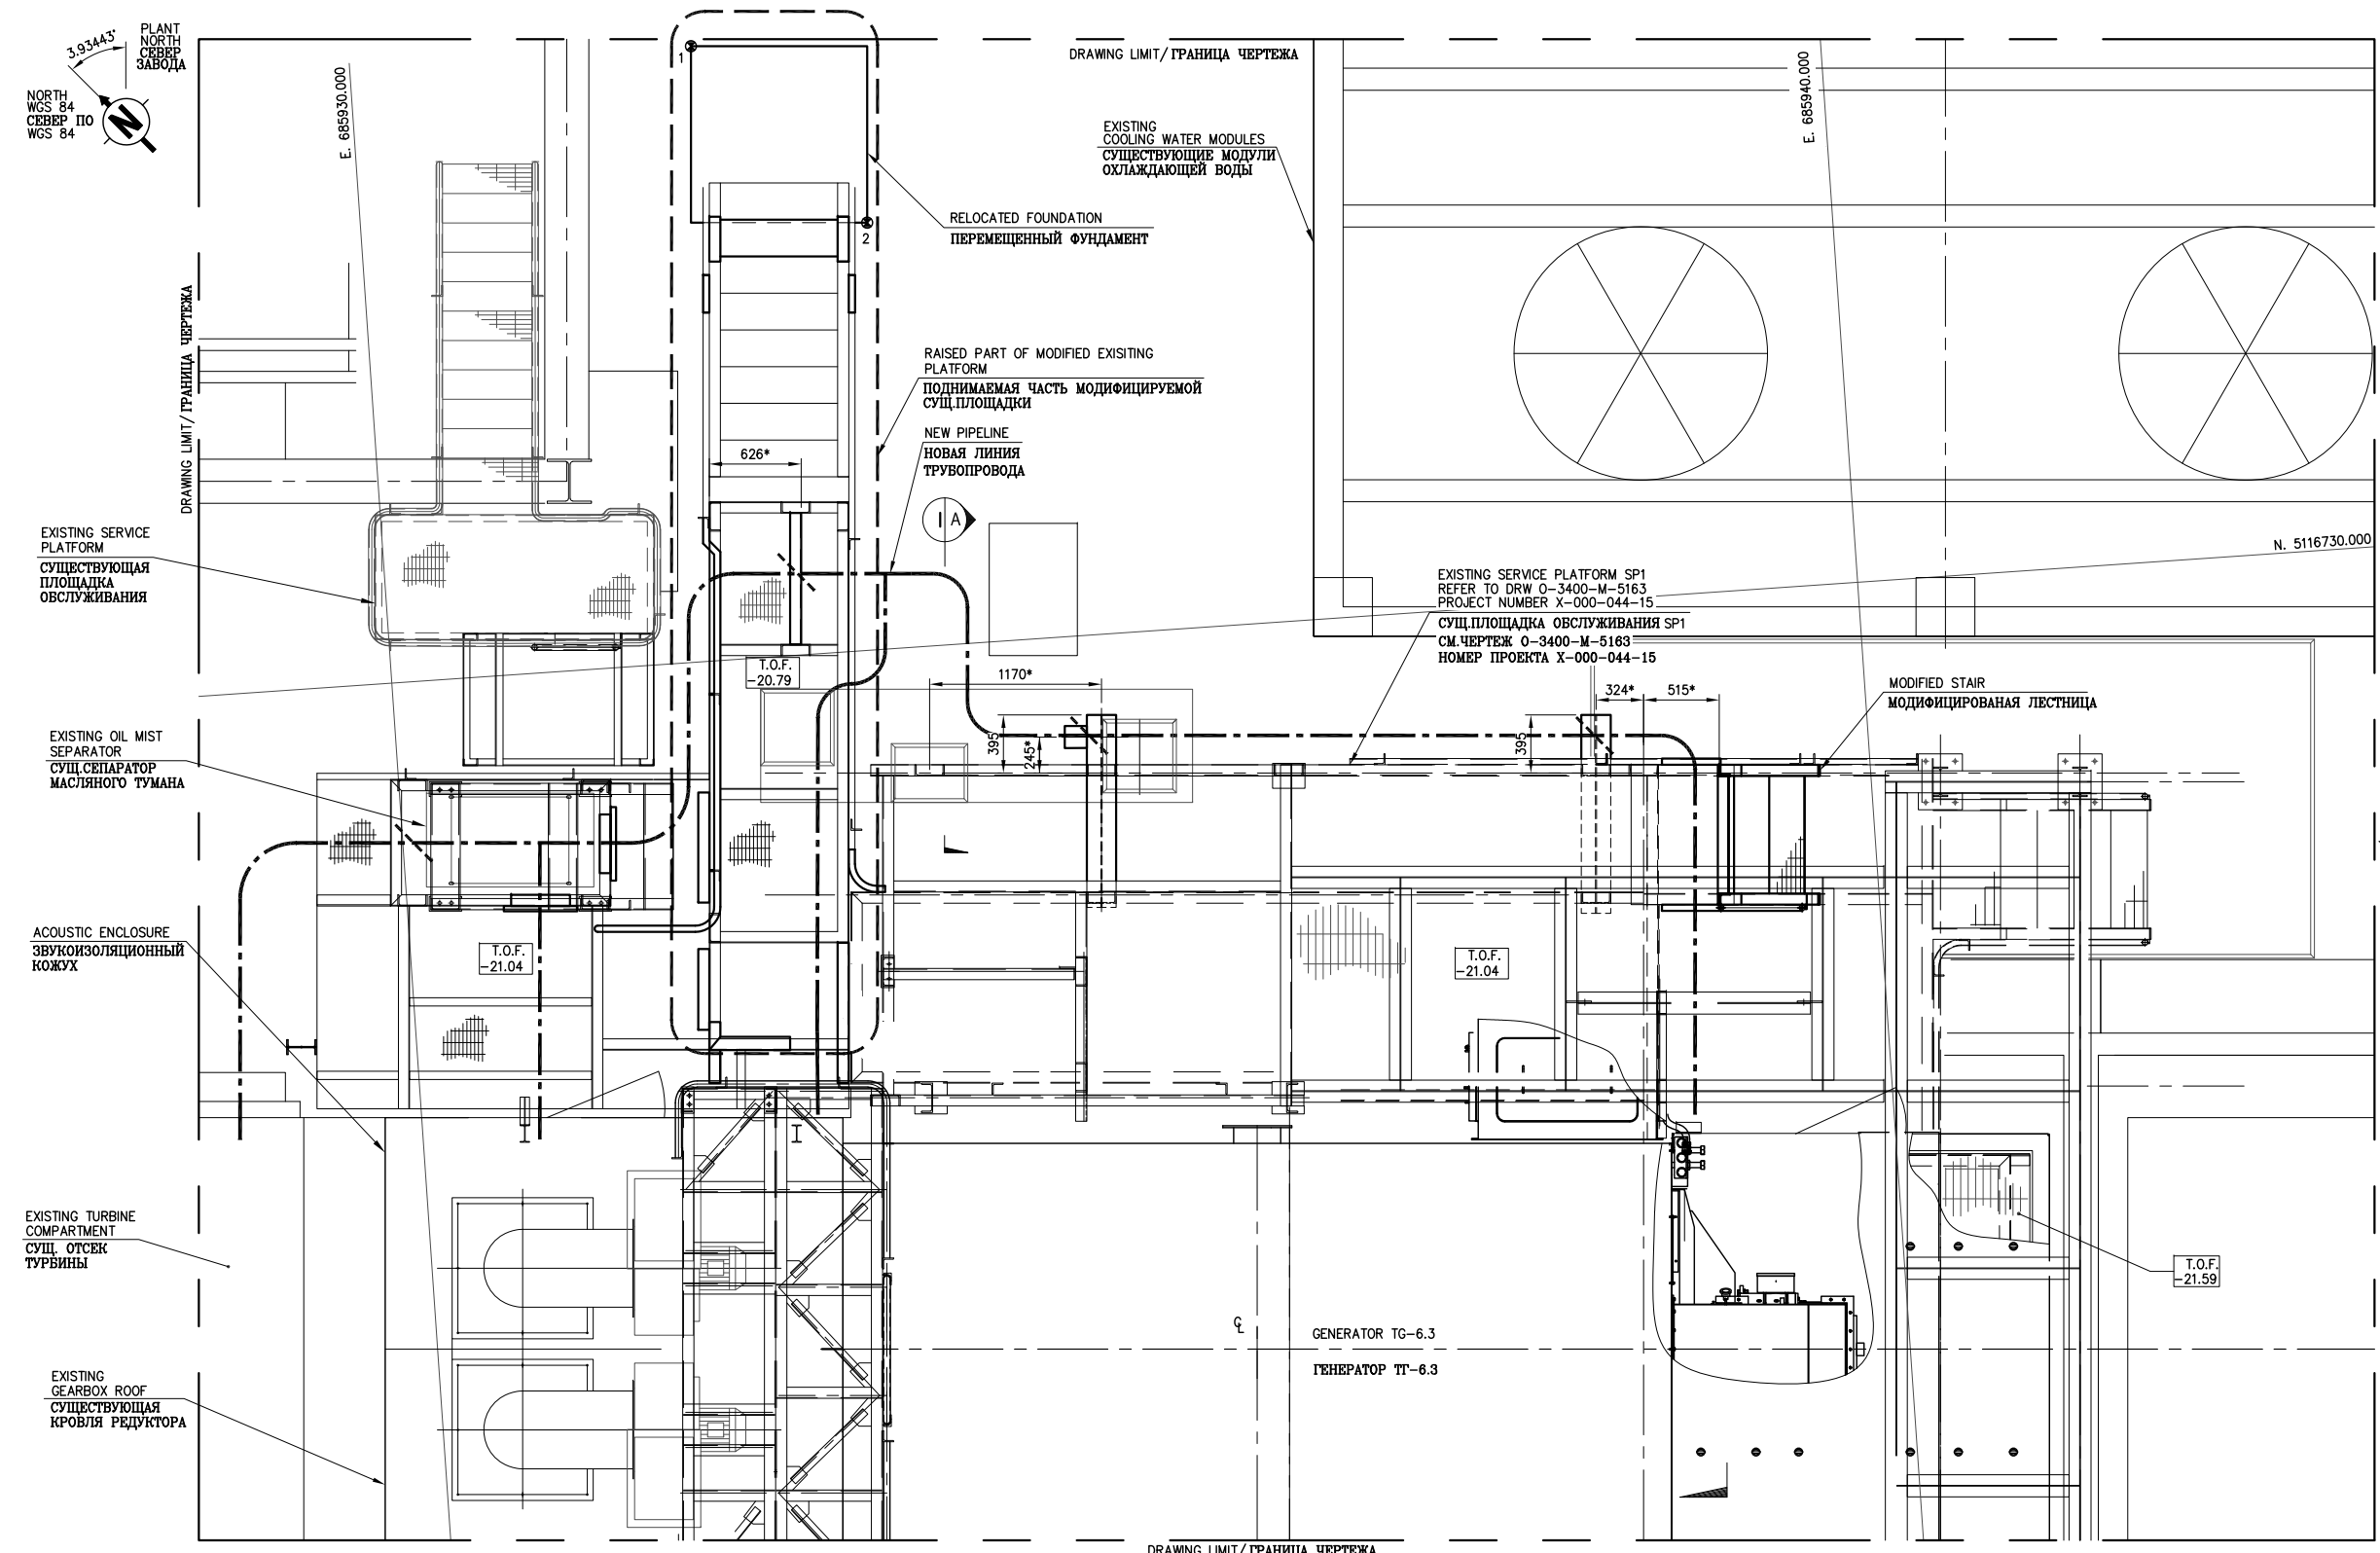 3.93443°
PLANT
NORTH
СЕВЕР
ЗАВОДА
NORTH
WGS 84
СЕВЕР ПО
WGS 84
N
E. 685930.000
1
DRAWING LIMIT/ГРАНИЦА ЧЕРТЕЖА
E. 685940.000
EXISTING
COOLING WATER MODULES
СУЩЕСТВУЮЩИЕ МОДУЛИ
ОХЛАЖДАЮЩЕЙ ВОДЫ
RELOCATED FOUNDATION
ПЕРЕМЕЩЕННЫЙ ФУНДАМЕНТ
2
DRAWING LIMIT/ГРАНИЦА ЧЕРТЕЖА
RAISED PART OF MODIFIED EXISITING
PLATFORM
ПОДНИМАЕМАЯ ЧАСТЬ МОДИФИЦИРУЕМОЙ
СУЩ.ПЛОЩАДКИ
NEW PIPELINE
НОВАЯ ЛИНИЯ
ТРУБОПРОВОДА
626*
I A
EXISTING SERVICE
PLATFORM
СУЩЕСТВУЮЩАЯ
ПЛОЩАДКА
ОБСЛУЖИВАНИЯ
N. 5116730.000
EXISTING SERVICE PLATFORM SP1
REFER TO DRW O-3400-M-5163
PROJECT NUMBER X-000-044-15
СУЩ.ПЛОЩАДКА ОБСЛУЖИВАНИЯ SP1
СМ.ЧЕРТЕЖ O-3400-M-5163
НОМЕР ПРОЕКТА X-000-044-15
T.O.F.
-20.79
1170*
324*
515*
395
245*
395
MODIFIED STAIR
МОДИФИЦИРОВАНАЯ ЛЕСТНИЦА
EXISTING OIL MIST
SEPARATOR
СУЩ.СЕПАРАТОР
МАСЛЯНОГО ТУМАНА
ACOUSTIC ENCLOSURE
ЗВУКОИЗОЛЯЦИОННЫЙ
КОЖУХ
T.O.F.
-21.04
T.O.F.
-21.04
EXISTING TURBINE
COMPARTMENT
СУЩ. ОТСЕК
ТУРБИНЫ
T.O.F.
-21.59
GENERATOR TG-6.3
ГЕНЕРАТОР ТГ-6.3
EXISTING
GEARBOX ROOF
СУЩЕСТВУЮЩАЯ
КРОВЛЯ РЕДУКТОРА
DRAWING LIMIT/ГРАНИЦА ЧЕРТЕЖА